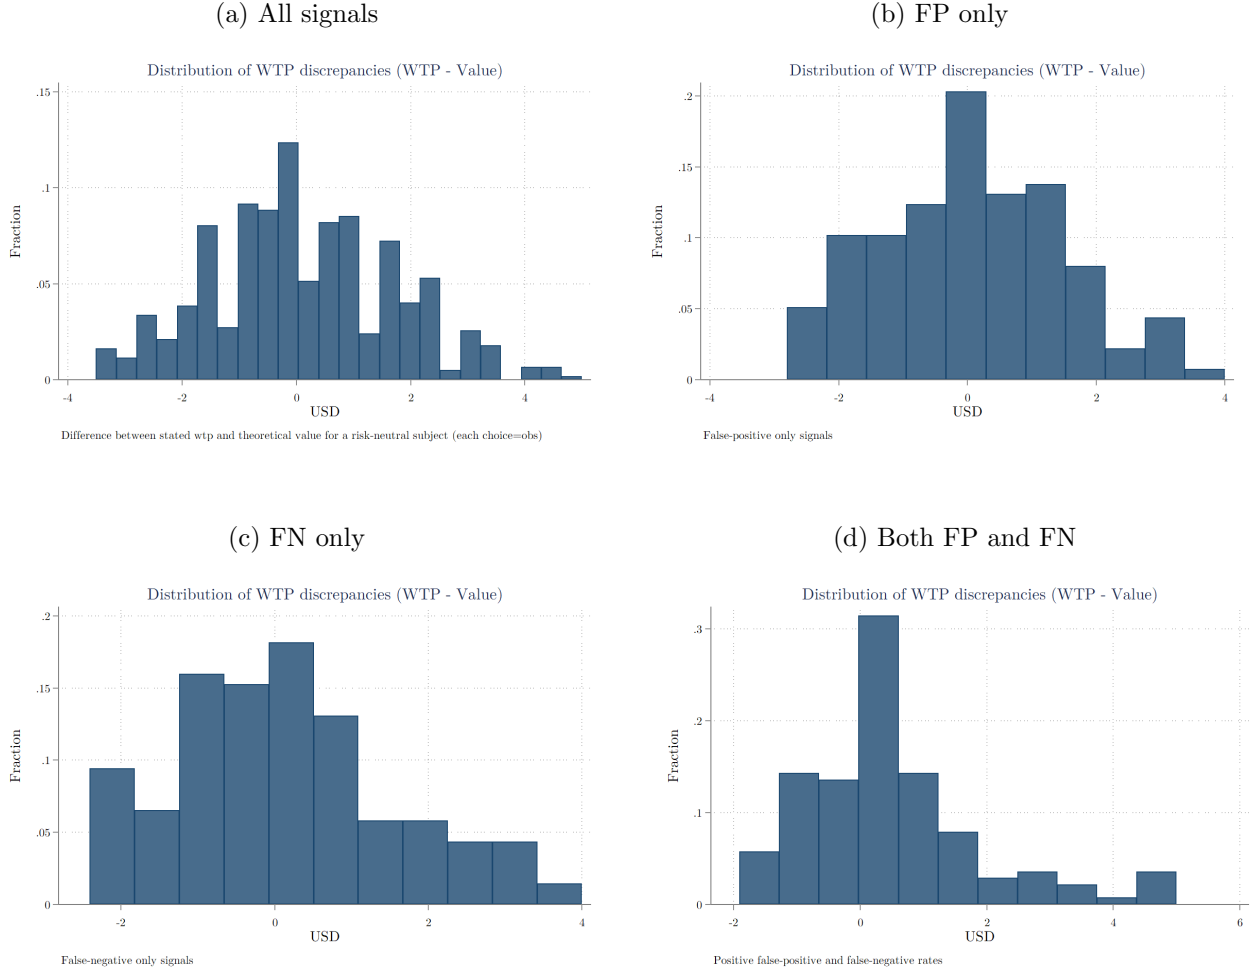 (a) All signals
Distribution of WTP discrepancies (WTP - Value)
.15
.1
.05
0
Fraction
-4 -2 0 2 4
USD
Difference between stated wtp and theoretical value for a risk-neutral subject (each choice=obs)
(b) FP only
Distribution of WTP discrepancies (WTP - Value)
.2
.15
.1
.05
0
Fraction
-4 -2 0 2 4
USD
False-positive only signals
(c) FN only
Distribution of WTP discrepancies (WTP - Value)
.2
.15
.1
.05
0
Fraction
-2 0 2 4
USD
False-negative only signals
(d) Both FP and FN
Distribution of WTP discrepancies (WTP - Value)
.3
.2
.1
0
Fraction
-2 0 2 4 6
USD
Positive false-positive and false-negative rates